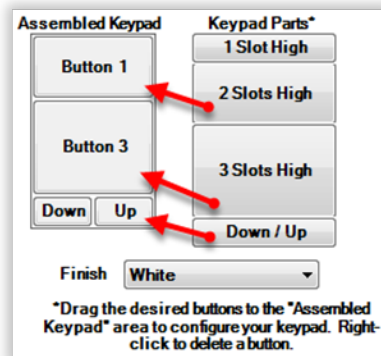 Assembled Keypad
Keypad Parts*
Button 1
Button 3
Down
Up
1 Slot High
2 Slots High
3 Slots High
Down / Up
Finish
White
*Drag the desired buttons to the "Assembled
Keypad" area to configure your keypad. Right-
click to delete a button.